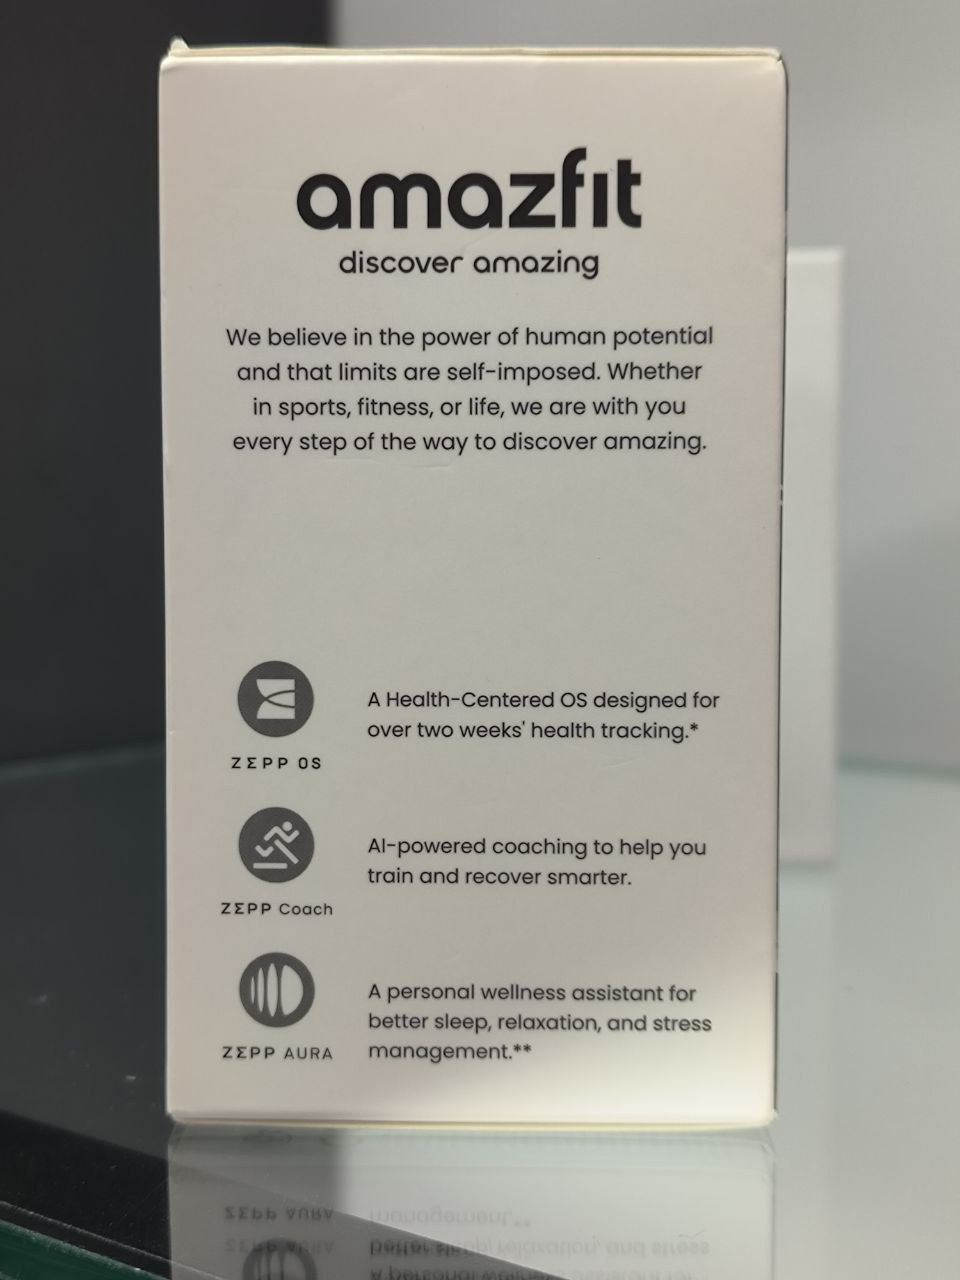 amazfit
discover amazing
We believe in the power of human potential
and that limits are self-imposed. Whether
in sports, fitness, or life, we are with you
every step of the way to discover amazing.
ZΣPP OS
A Health-Centered OS designed for
over two weeks' health tracking.*
ZΣPP Coach
AI-powered coaching to help you
train and recover smarter.
ZΣPP AURA
A personal wellness assistant for
better sleep, relaxation, and stress
management.**